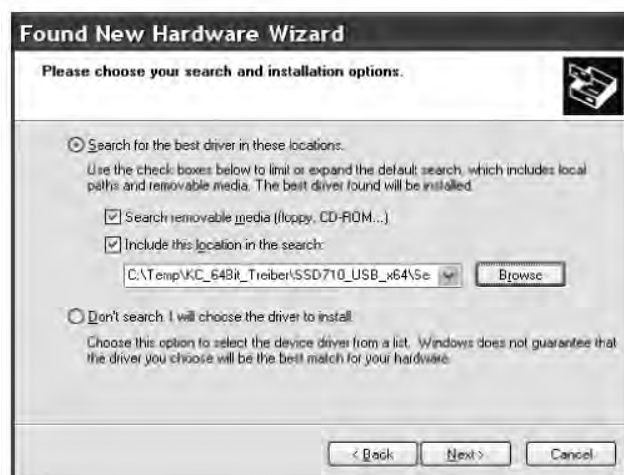 Found New Hardware Wizard
Please choose your search and installation options.
Search for the best driver in these locations.
Use the check boxes below to limit or expand the default search, which includes local
paths and removable media. The best driver found will be installed.
Search removable media (floppy, CD-ROM...)
Include this location in the search:
C:\Temp\KC_64Bit_Treiber\SSD710_USB_x64\Se
Browse
Don't search. I will choose the driver to install.
Choose this option to select the device driver from a list. Windows does not guarantee that
the driver you choose will be the best match for your hardware.
< Back
Next >
Cancel